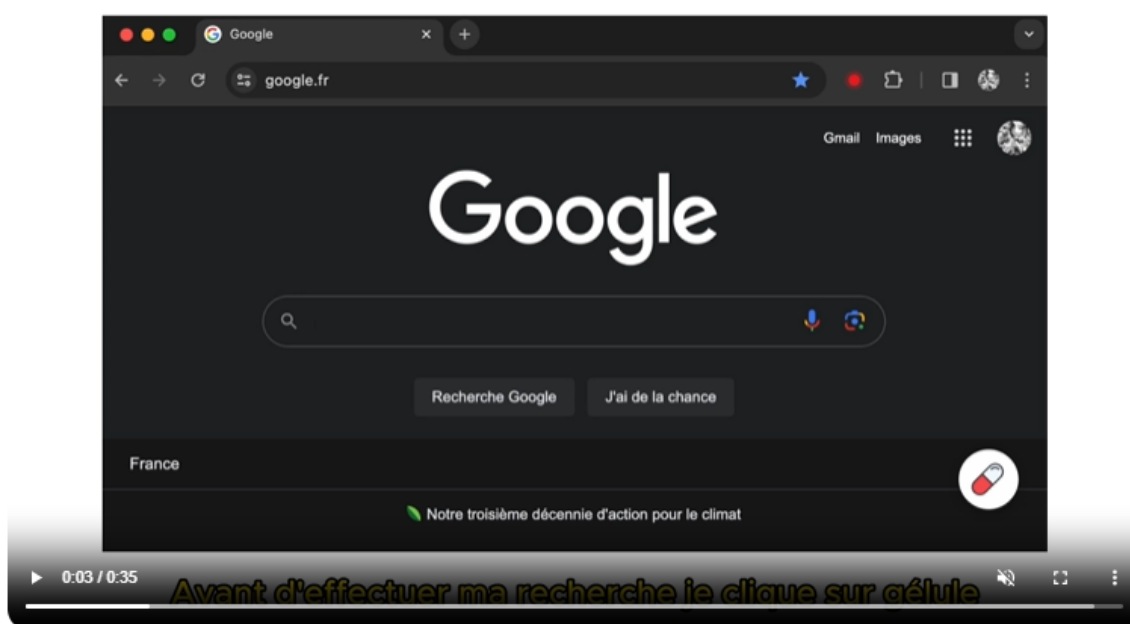 Google
google.fr
Gmail Images
Google
Recherche Google J'ai de la chance
France
Notre troisième décennie d'action pour le climat
0:03 / 0:35
Avant d'effectuer ma recherche je clique sur gélule